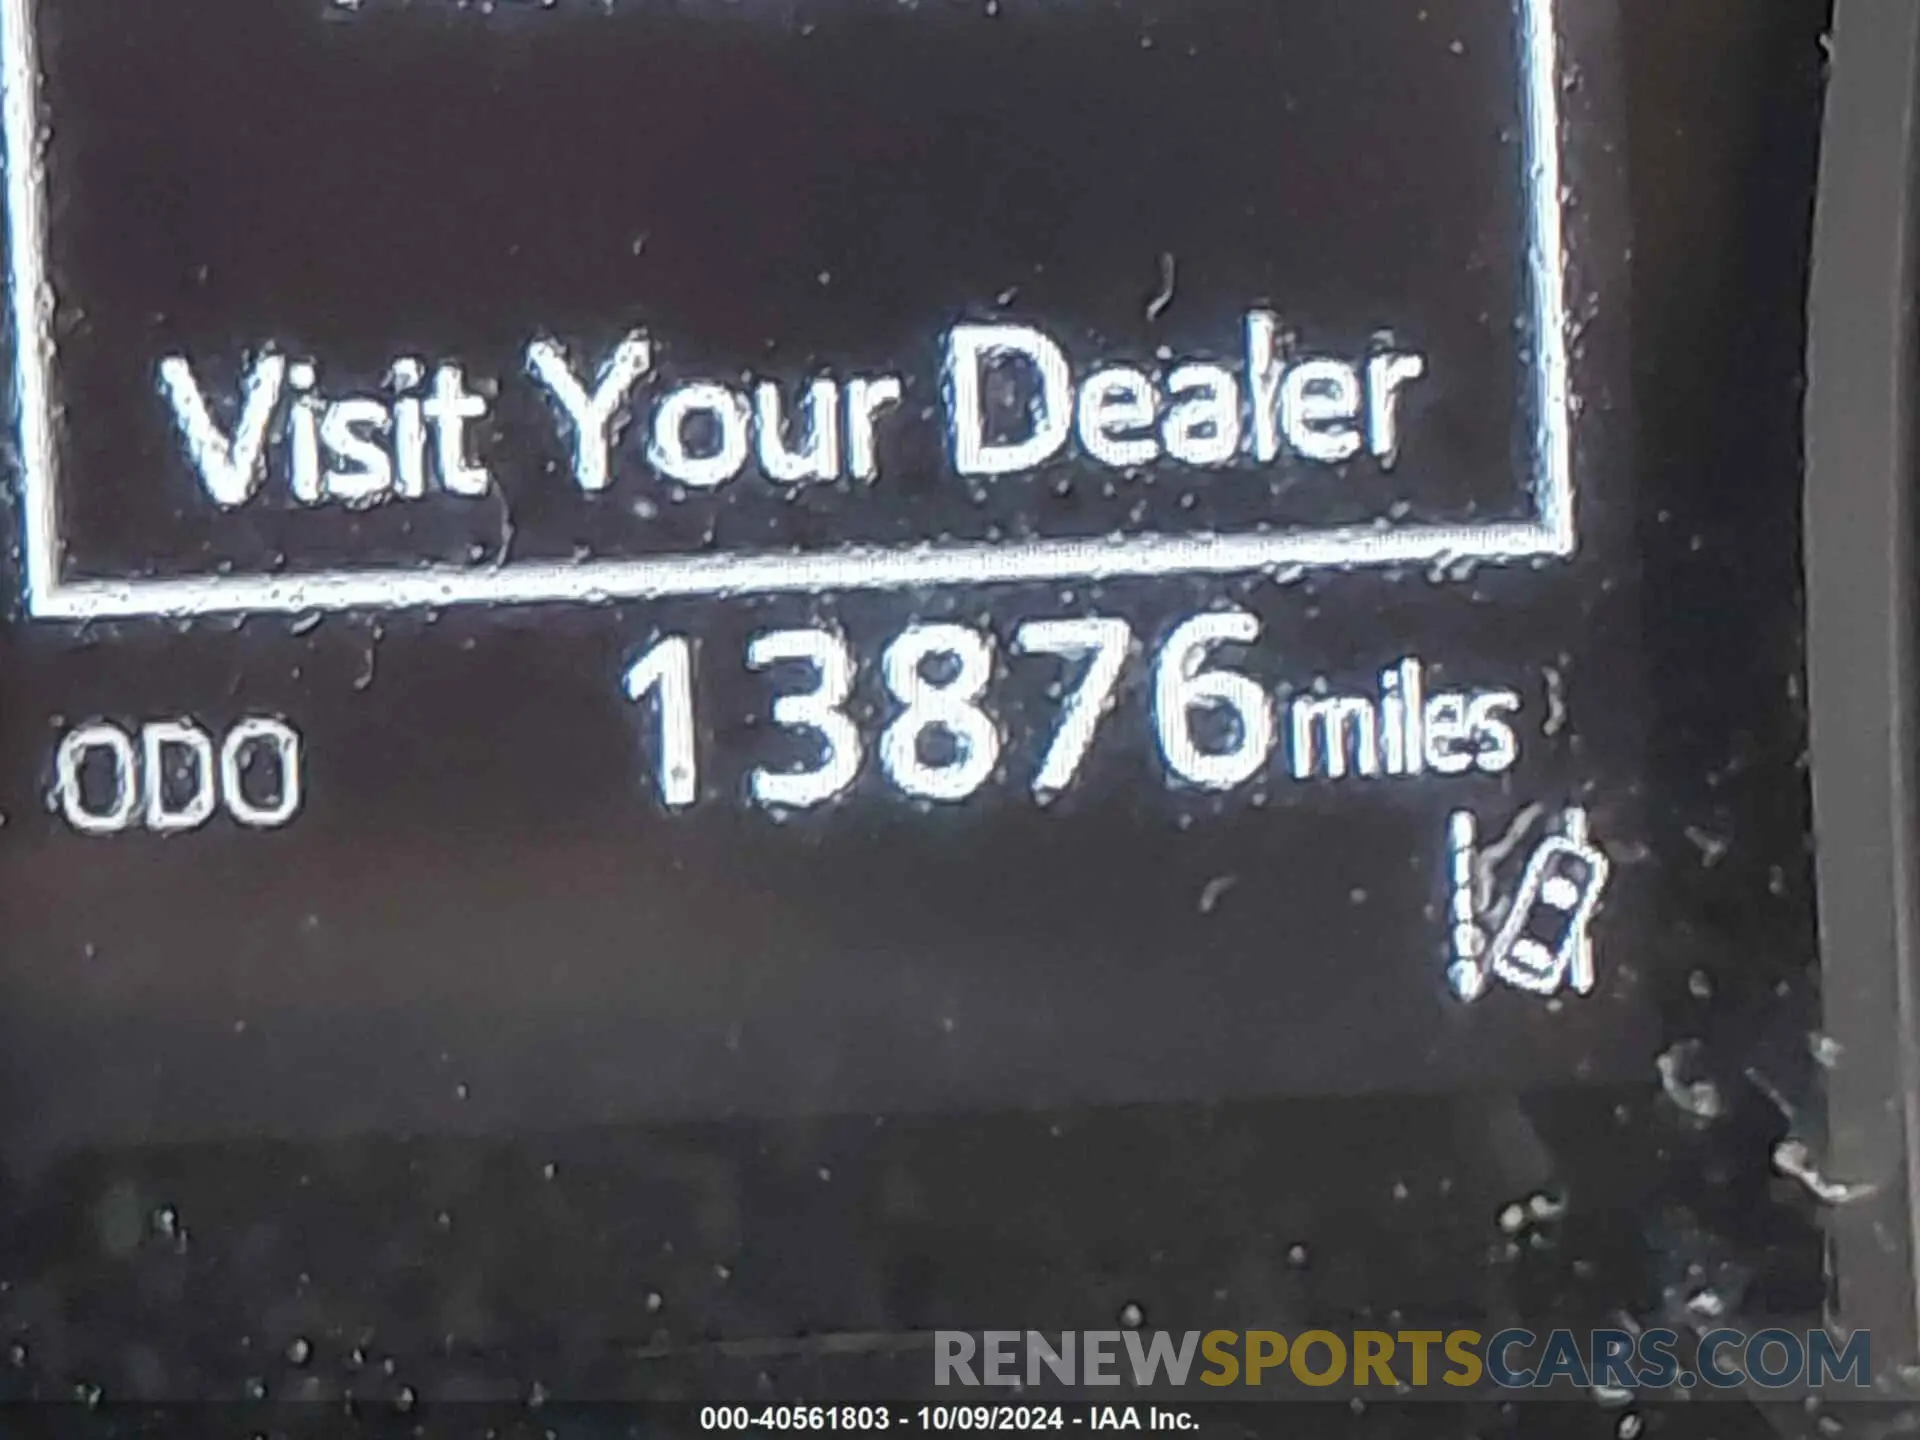 Visit Your Dealer
ODO 13876 miles
RENEWSPORTSCARS.COM
000-40561803 - 10/09/2024 - IAA Inc.